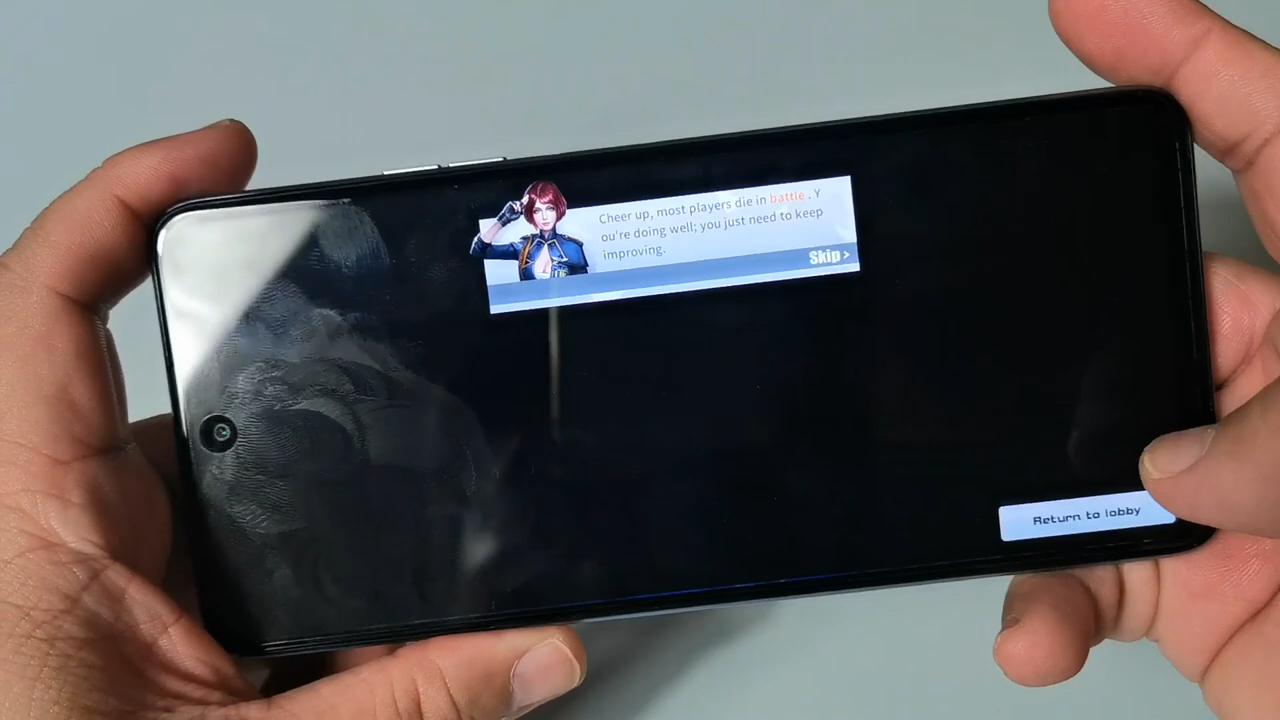 Cheer up, most players die in battle . Y
ou're doing well; you just need to keep
improving.
Skip >
Return to lobby